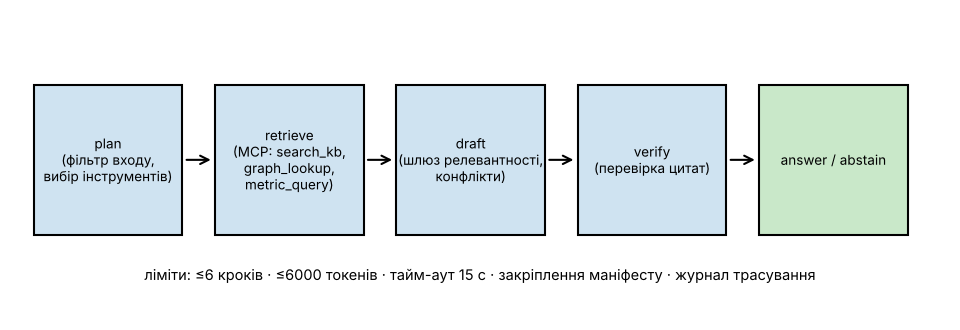 plan
(фільтр входу,
вибір інструментів)
retrieve
(MCP: search_kb,
graph_lookup,
metric_query)
draft
(шлюз релевантності,
конфлікти)
verify
(перевірка цитат)
answer / abstain
ліміти: ≤6 кроків · ≤6000 токенів · тайм-аут 15 с · закріплення маніфесту · журнал трасування